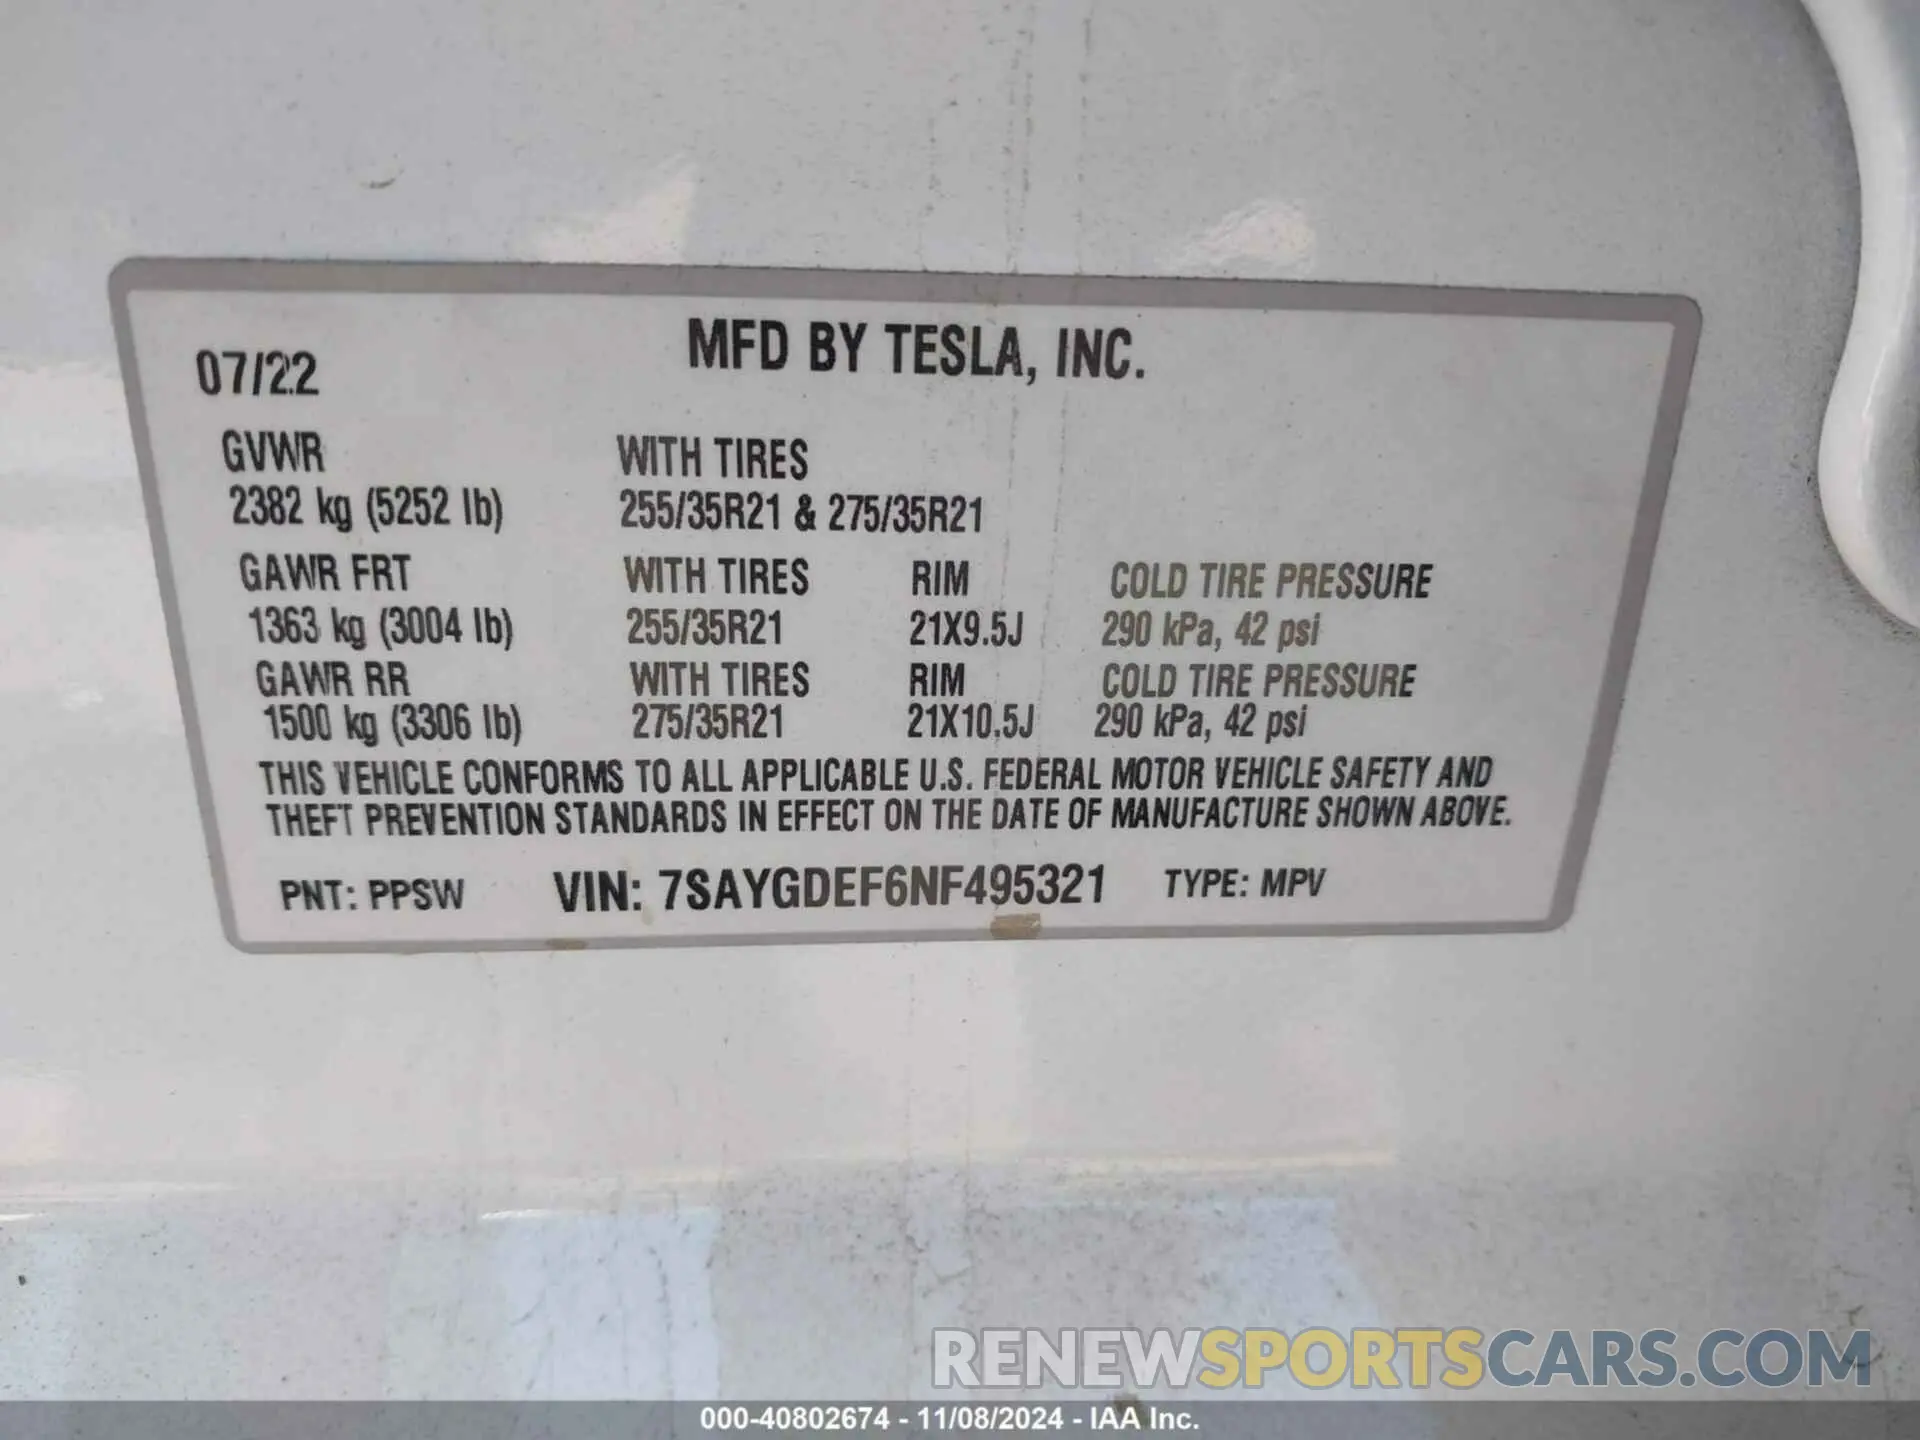 MFD BY TESLA, INC.
07/22
GVWR WITH TIRES
2382 kg (5252 lb) 255/35R21 & 275/35R21
GAWR FRT WITH TIRES RIM COLD TIRE PRESSURE
1363 kg (3004 lb) 255/35R21 21X9.5J 290 kPa, 42 psi
GAWR RR WITH TIRES RIM COLD TIRE PRESSURE
1500 kg (3306 lb) 275/35R21 21X10.5J 290 kPa, 42 psi
THIS VEHICLE CONFORMS TO ALL APPLICABLE U.S. FEDERAL MOTOR VEHICLE SAFETY AND
THEFT PREVENTION STANDARDS IN EFFECT ON THE DATE OF MANUFACTURE SHOWN ABOVE.
PNT: PPSW VIN: 7SAYGDEF6NF495321 TYPE: MPV
RENEWSPORTSCARS.COM
000-40802674 - 11/08/2024 - IAA Inc.